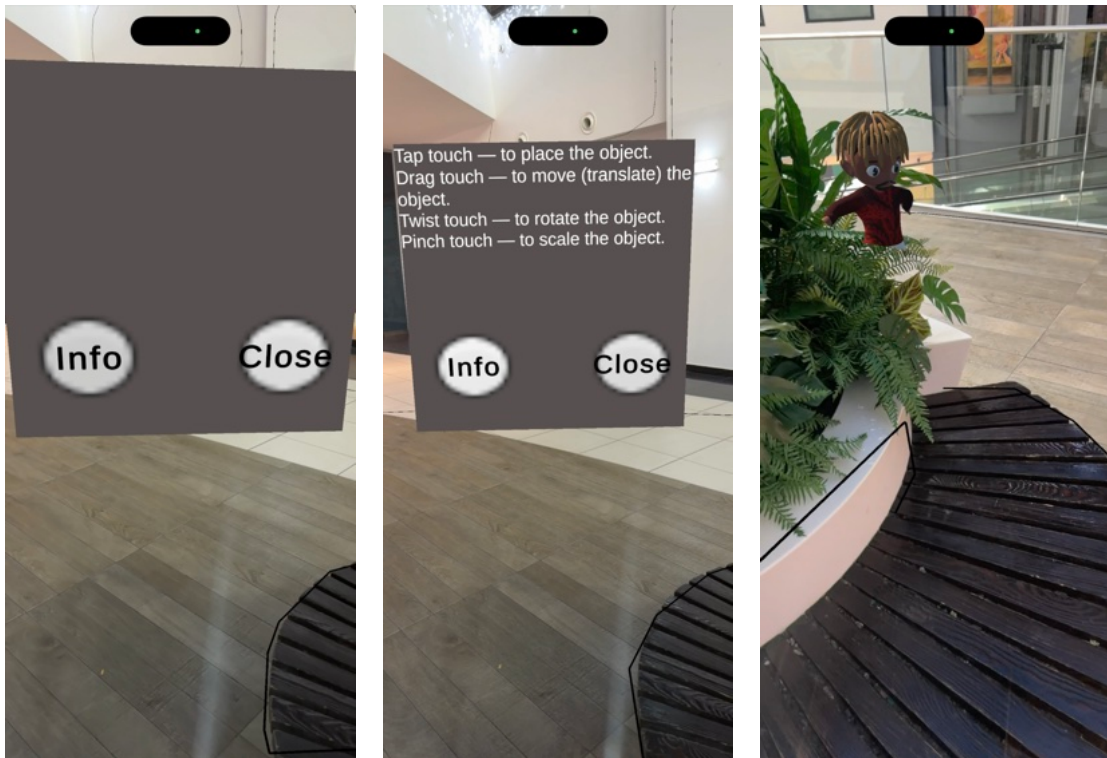 Info
Close
Tap touch — to place the object.
Drag touch — to move (translate) the
object.
Twist touch — to rotate the object.
Pinch touch — to scale the object.
Info
Close